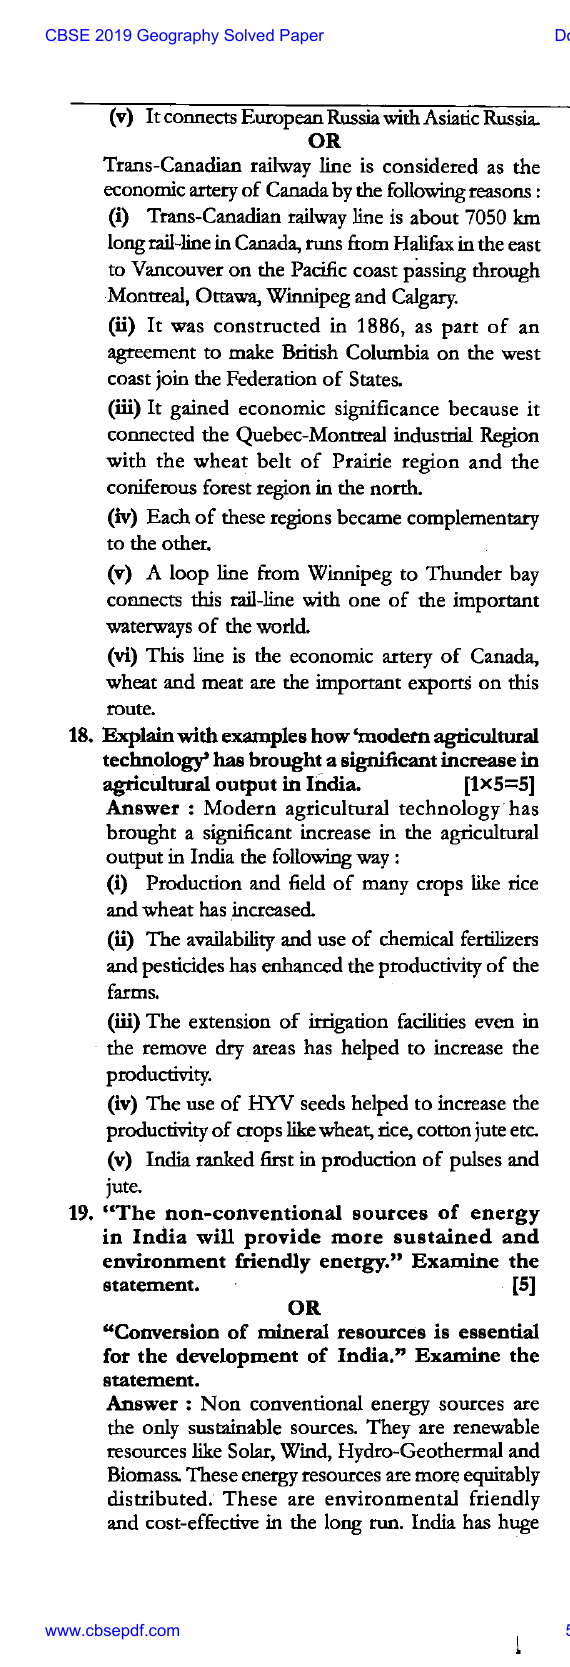 CBSE 2019 Geography Solved Paper
(v) It connects European Russia with Asiatic Russia.
OR
Trans-Canadian railway line is considered as the
economic artery of Canada by the following reasons :
(i) Trans-Canadian railway line is about 7050 km
long rail-line in Canada, runs from Halifax in the east
to Vancouver on the Pacific coast passing through
Montreal, Ottawa, Winnipeg and Calgary.
(ii) It was constructed in 1886, as part of an
agreement to make British Columbia on the west
coast join the Federation of States.
(iii) It gained economic significance because it
connected the Quebec-Montreal industrial Region
with the wheat belt of Prairie region and the
coniferous forest region in the north.
(iv) Each of these regions became complementary
to the other.
(v) A loop line from Winnipeg to Thunder bay
connects this rail-line with one of the important
waterways of the world.
(vi) This line is the economic artery of Canada,
wheat and meat are the important exports on this
route.
18. Explain with examples how 'modern agricultural
technology' has brought a significant increase in
agricultural output in India. [1×5=5]
Answer : Modern agricultural technology has
brought a significant increase in the agricultural
output in India the following way :
(i) Production and field of many crops like rice
and wheat has increased.
(ii) The availability and use of chemical fertilizers
and pesticides has enhanced the productivity of the
farms.
(iii) The extension of irrigation facilities even in
the remove dry areas has helped to increase the
productivity.
(iv) The use of HYV seeds helped to increase the
productivity of crops like wheat, rice, cotton jute etc.
(v) India ranked first in production of pulses and
jute.
19. "The non-conventional sources of energy
in India will provide more sustained and
environment friendly energy." Examine the
statement. [5]
OR
"Conversion of mineral resources is essential
for the development of India." Examine the
statement.
Answer : Non conventional energy sources are
the only sustainable sources. They are renewable
resources like Solar, Wind, Hydro-Geothermal and
Biomass. These energy resources are more equitably
distributed. These are environmental friendly
and cost-effective in the long run. India has huge
www.cbsepdf.com